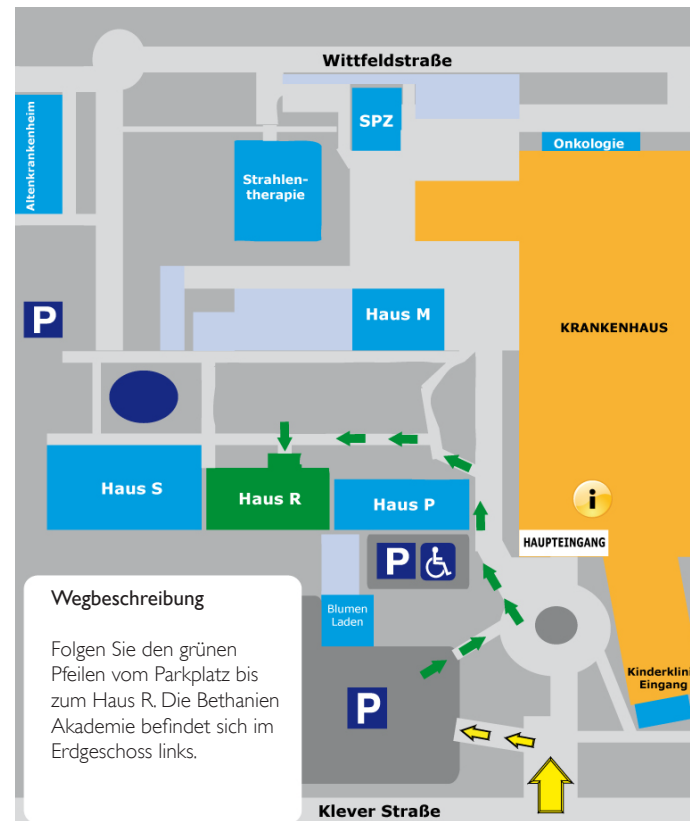 Wittfeldstraße
Altenkrankenheim
SPZ
Onkologie
Strahlen-
therapie
P
Haus M
KRANKENHAUS
Haus S
Haus R
Haus P
i
HAUPTEINGANG
P
Blumen
Laden
Wegbeschreibung
Folgen Sie den grünen
Pfeilen vom Parkplatz bis
zum Haus R. Die Bethanien
Akademie befindet sich im
Erdgeschoss links.
P
Kinderklini
Eingang
Klever Straße